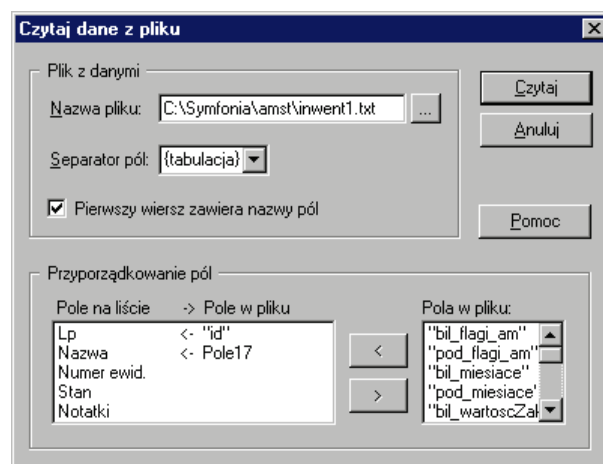 Czytaj dane z pliku
Plik z danymi
Nazwa pliku: C:\Symfonia\amst\inwent1.txt ...
Separator pól: {tabulacja}
Pierwszy wiersz zawiera nazwy pól
Czytaj
Anuluj
Pomoc
Przyporządkowanie pól
Pole na liście -> Pole w pliku
Lp <- "id"
Nazwa <- Pole17
Numer ewid.
Stan
Notatki
<
>
Pola w pliku:
"bil_flagi_am"
"pod_flagi_am"
"bil_miesiace"
"pod_miesiace"